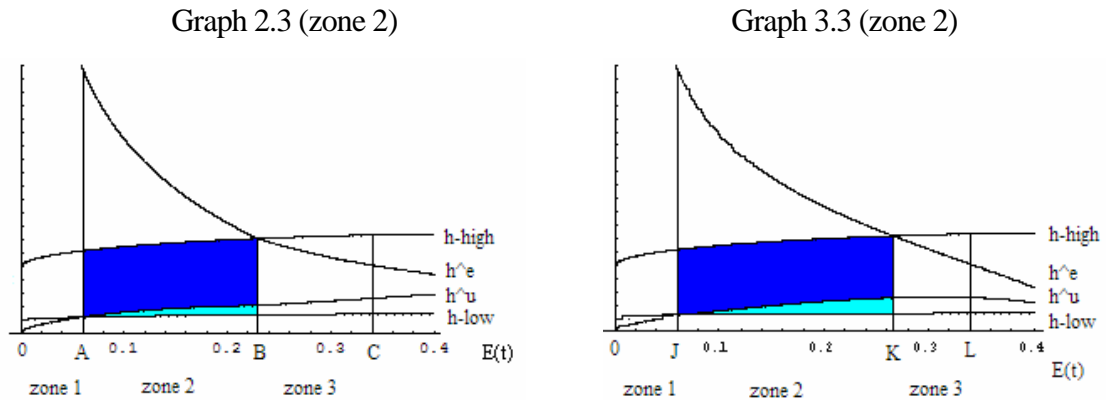 Graph 2.3 (zone 2)
h-high
h^e
h^u
h-low
0 A 0.1 0.2 B 0.3 C 0.4 E(t)
zone 1 zone 2 zone 3
Graph 3.3 (zone 2)
h-high
h^e
h^u
h-low
0 J 0.1 0.2 K 0.3 L 0.4
E(t)
zone 1 zone 2 zone 3